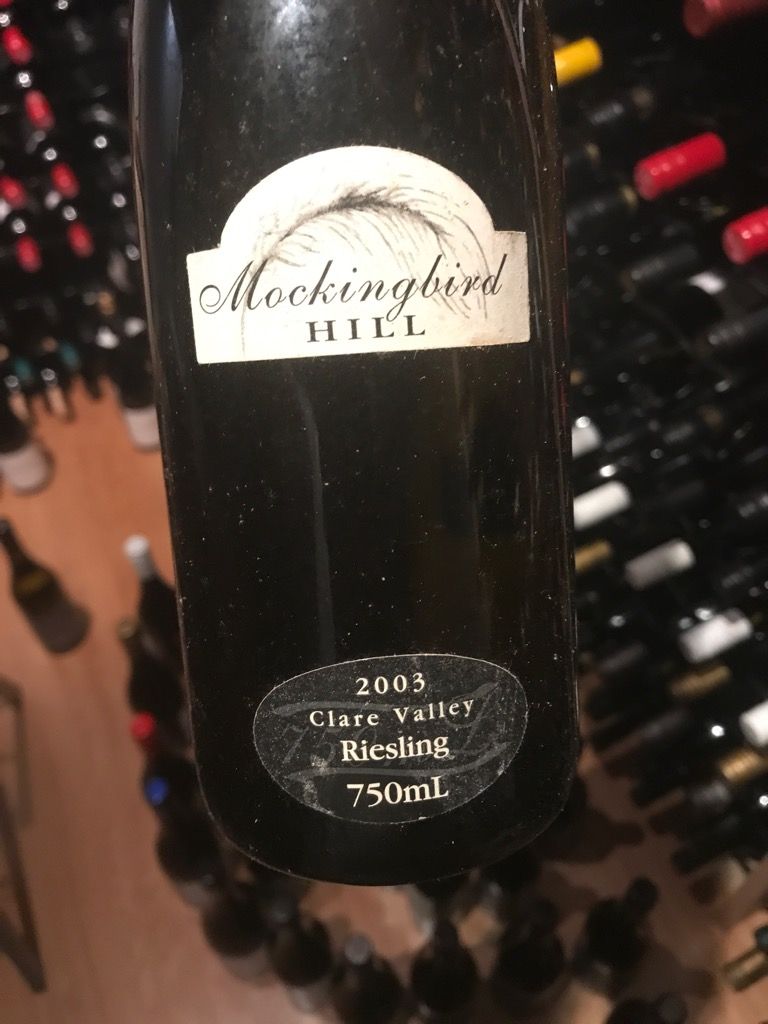 Mockingbird
HILL
2003
Clare Valley
Riesling
750mL